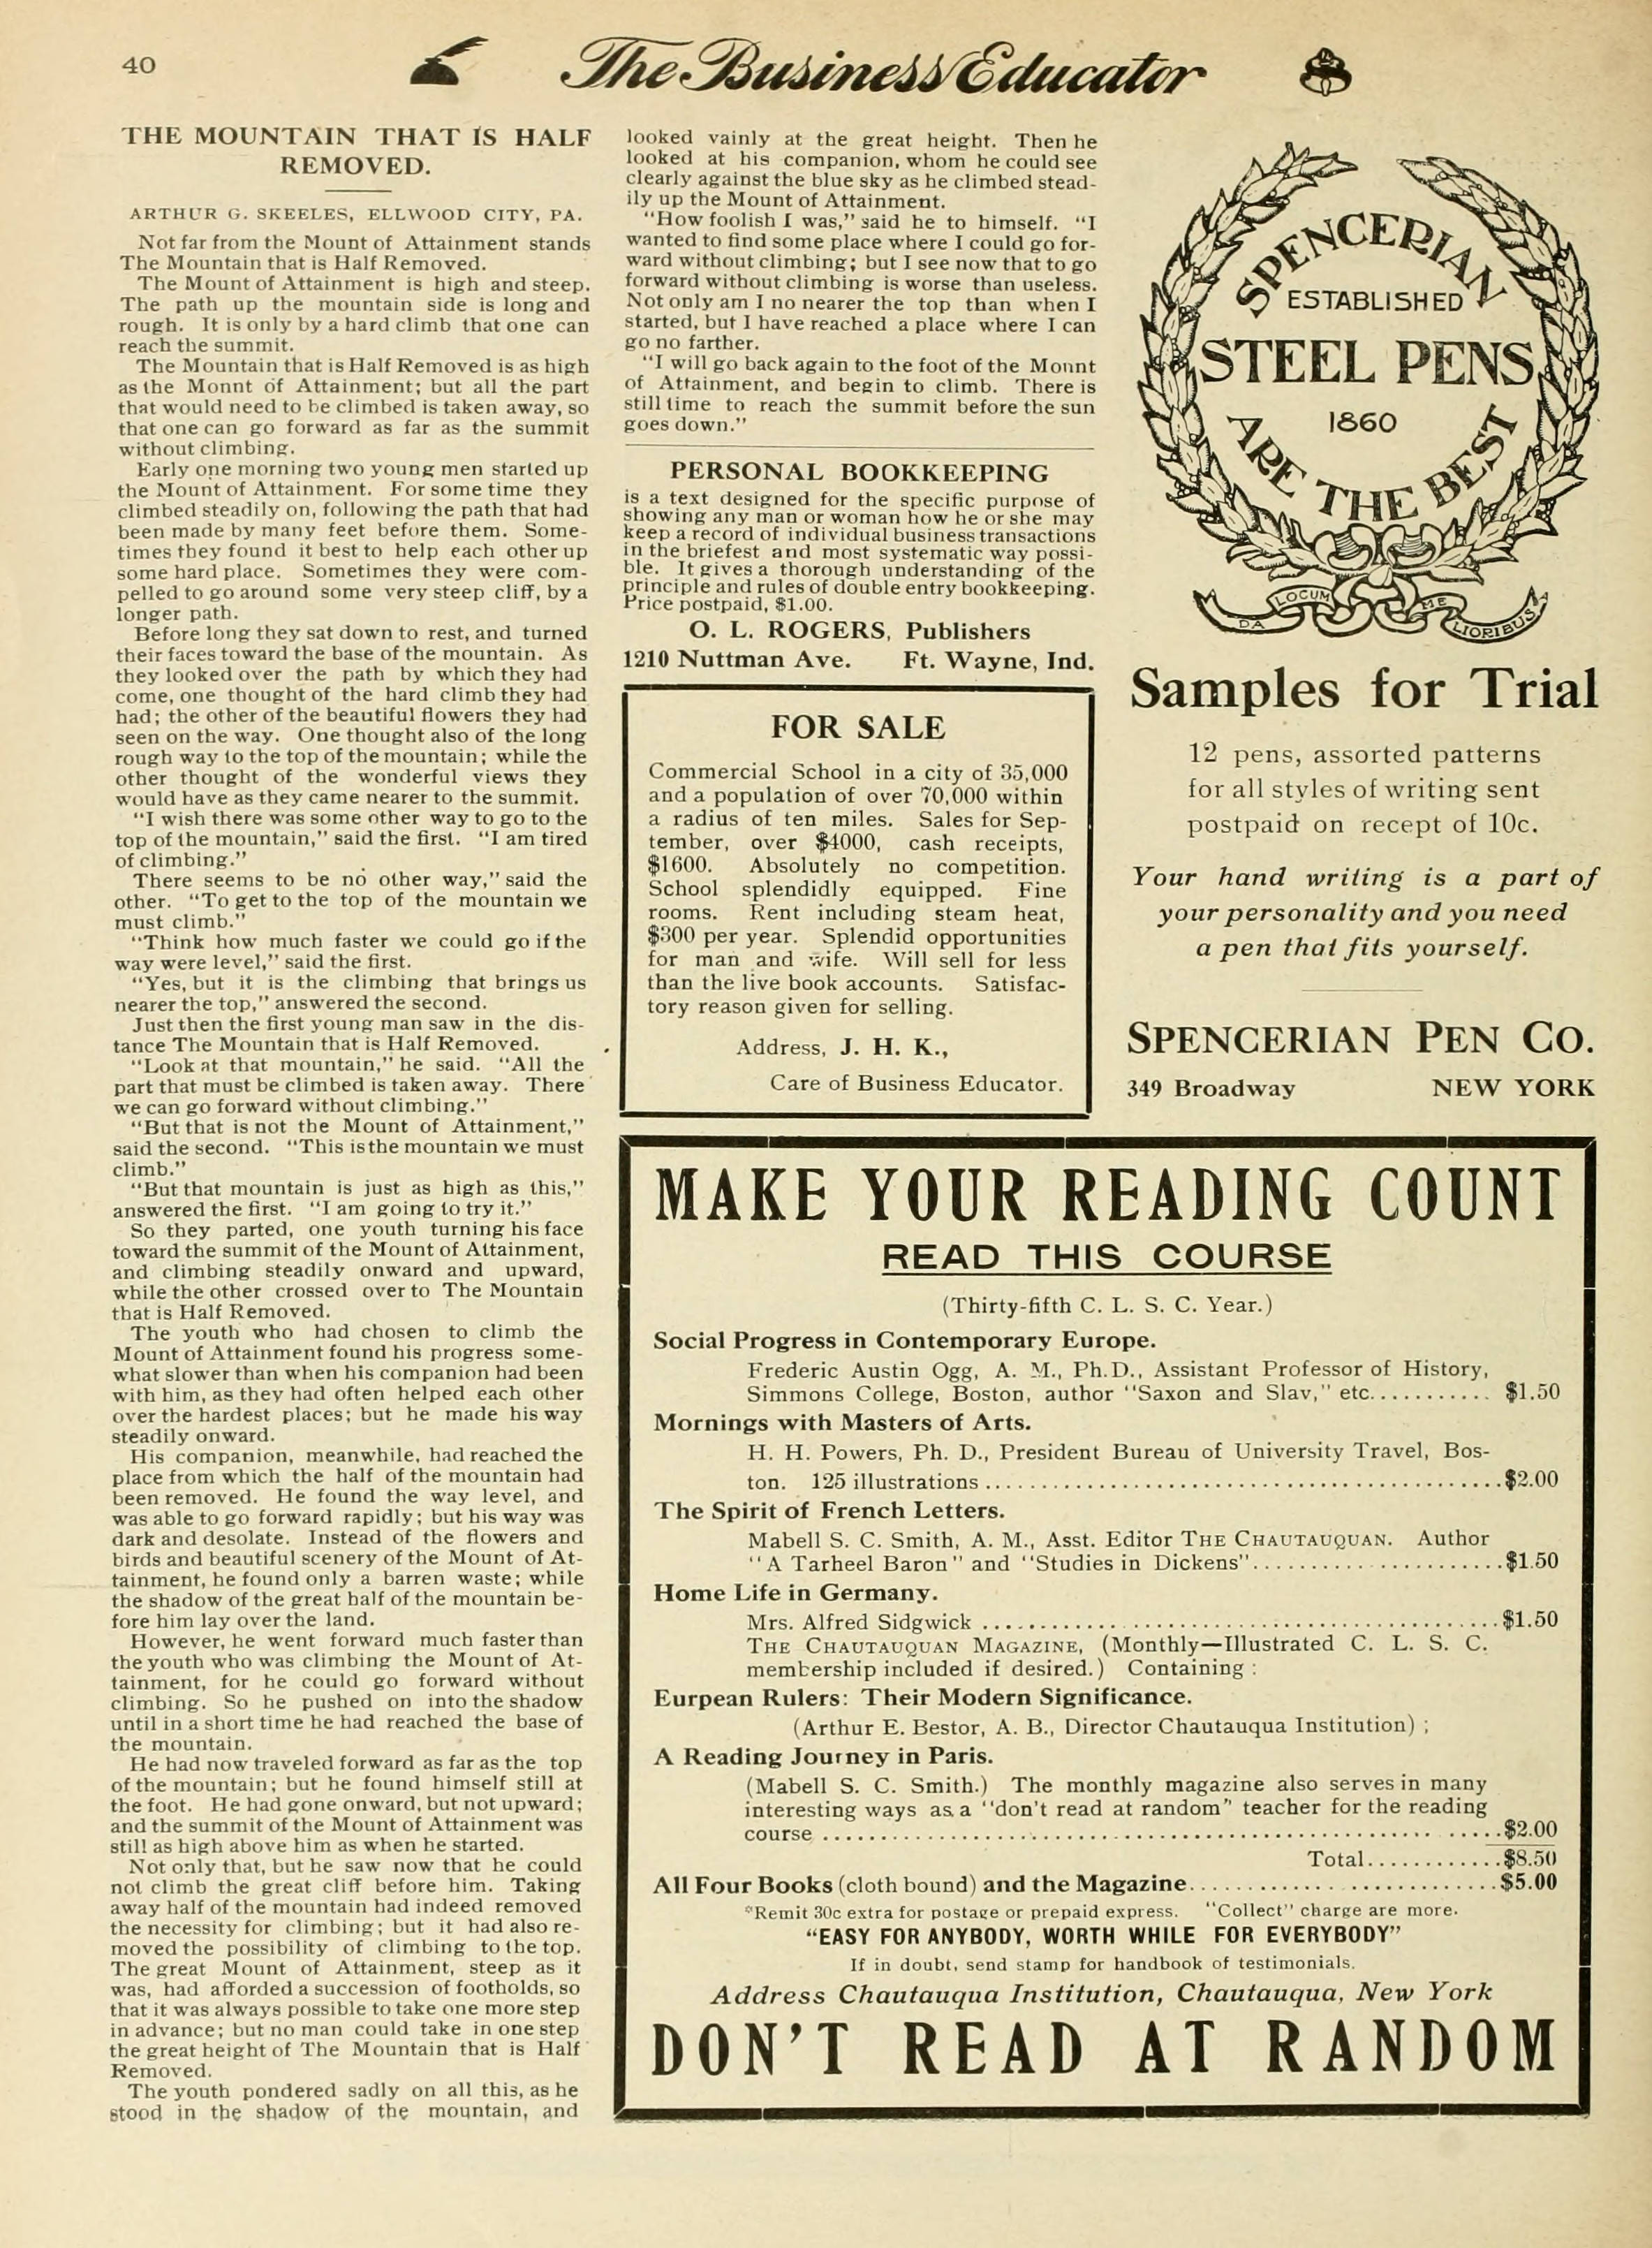 40
The Business Educator
THE MOUNTAIN THAT IS HALF
REMOVED.
ARTHUR G. SKEELES, ELLWOOD CITY, PA.
Not far from the Mount of Attainment stands
The Mountain that is Half Removed.
The Mount of Attainment is high and steep.
The path up the mountain side is long and
rough. It is only by a hard climb that one can
reach the summit.
The Mountain that is Half Removed is as high
as the Monnt of Attainment; but all the part
that would need to be climbed is taken away, so
that one can go forward as far as the summit
without climbing.
Early one morning two young men started up
the Mount of Attainment. For some time they
climbed steadily on, following the path that had
been made by many feet before them. Some-
times they found it best to help each other up
some hard place. Sometimes they were com-
pelled to go around some very steep cliff, by a
longer path.
Before long they sat down to rest, and turned
their faces toward the base of the mountain. As
they looked over the path by which they had
come, one thought of the hard climb they had
had; the other of the beautiful flowers they had
seen on the way. One thought also of the long
rough way to the top of the mountain; while the
other thought of the wonderful views they
would have as they came nearer to the summit.
"I wish there was some other way to go to the
top of the mountain," said the first. "I am tired
of climbing."
There seems to be no other way," said the
other. "To get to the top of the mountain we
must climb."
"Think how much faster we could go if the
way were level," said the first.
"Yes, but it is the climbing that brings us
nearer the top," answered the second.
Just then the first young man saw in the dis-
tance The Mountain that is Half Removed.
"Look at that mountain," he said. "All the
part that must be climbed is taken away. There
we can go forward without climbing."
"But that is not the Mount of Attainment,"
said the second. "This is the mountain we must
climb."
"But that mountain is just as high as this,"
answered the first. "I am going to try it."
So they parted, one youth turning his face
toward the summit of the Mount of Attainment,
and climbing steadily onward and upward,
while the other crossed over to The Mountain
that is Half Removed.
The youth who had chosen to climb the
Mount of Attainment found his progress some-
what slower than when his companion had been
with him, as they had often helped each other
over the hardest places; but he made his way
steadily onward.
His companion, meanwhile, had reached the
place from which the half of the mountain had
been removed. He found the way level, and
was able to go forward rapidly; but his way was
dark and desolate. Instead of the flowers and
birds and beautiful scenery of the Mount of At-
tainment, he found only a barren waste; while
the shadow of the great half of the mountain be-
fore him lay over the land.
However, he went forward much faster than
the youth who was climbing the Mount of At-
tainment, for he could go forward without
climbing. So he pushed on into the shadow
until in a short time he had reached the base of
the mountain.
He had now traveled forward as far as the top
of the mountain; but he found himself still at
the foot. He had gone onward, but not upward;
and the summit of the Mount of Attainment was
still as high above him as when he started.
Not only that, but he saw now that he could
not climb the great cliff before him. Taking
away half of the mountain had indeed removed
the necessity for climbing; but it had also re-
moved the possibility of climbing to the top.
The great Mount of Attainment, steep as it
was, had afforded a succession of footholds, so
that it was always possible to take one more step
in advance; but no man could take in one step
the great height of The Mountain that is Half
Removed.
The youth pondered sadly on all this, as he
stood in the shadow of the mountain, and
looked vainly at the great height. Then he
looked at his companion, whom he could see
clearly against the blue sky as he climbed stead-
ily up the Mount of Attainment.
"How foolish I was," said he to himself. "I
wanted to find some place where I could go for-
ward without climbing; but I see now that to go
forward without climbing is worse than useless.
Not only am I no nearer the top than when I
started, but I have reached a place where I can
go no farther.
"I will go back again to the foot of the Mount
of Attainment, and begin to climb. There is
still time to reach the summit before the sun
goes down."
PERSONAL BOOKKEEPING
is a text designed for the specific purpose of
showing any man or woman how he or she may
keep a record of individual business transactions
in the briefest and most systematic way possi-
ble. It gives a thorough understanding of the
principle and rules of double entry bookkeeping.
Price postpaid, $1.00.
O. L. ROGERS, Publishers
1210 Nuttman Ave. Ft. Wayne, Ind.
FOR SALE
Commercial School in a city of 35,000
and a population of over 70,000 within
a radius of ten miles. Sales for Sep-
tember, over $4000, cash receipts,
$1600. Absolutely no competition.
School splendidly equipped. Fine
rooms. Rent including steam heat,
$300 per year. Splendid opportunities
for man and wife. Will sell for less
than the live book accounts. Satisfac-
tory reason given for selling.
Address, J. H. K.,
Care of Business Educator.
SPENCERIAN
ESTABLISHED
STEEL PENS
1860
ARE THE BEST
DA LOCUM ME LIORIBUS
Samples for Trial
12 pens, assorted patterns
for all styles of writing sent
postpaid on recept of 10c.
Your hand writing is a part of
your personality and you need
a pen that fits yourself.
SPENCERIAN PEN CO.
349 Broadway NEW YORK
MAKE YOUR READING COUNT
READ THIS COURSE
(Thirty-fifth C. L. S. C. Year.)
Social Progress in Contemporary Europe.
Frederic Austin Ogg, A. M., Ph.D., Assistant Professor of History,
Simmons College, Boston, author "Saxon and Slav," etc........... $1.50
Mornings with Masters of Arts.
H. H. Powers, Ph. D., President Bureau of University Travel, Bos-
ton. 125 illustrations ............................................$2.00
The Spirit of French Letters.
Mabell S. C. Smith, A. M., Asst. Editor THE CHAUTAUQUAN. Author
"A Tarheel Baron" and "Studies in Dickens"......................$1.50
Home Life in Germany.
Mrs. Alfred Sidgwick ............................................$1.50
THE CHAUTAUQUAN MAGAZINE, (Monthly—Illustrated C. L. S. C.
membership included if desired.) Containing:
Eurpean Rulers: Their Modern Significance.
(Arthur E. Bestor, A. B., Director Chautauqua Institution);
A Reading Journey in Paris.
(Mabell S. C. Smith.) The monthly magazine also serves in many
interesting ways as a "don't read at random" teacher for the reading
course ..........................................................$2.00
Total............$8.50
All Four Books (cloth bound) and the Magazine..........................$5.00
*Remit 30c extra for postage or prepaid express. "Collect" charge are more.
"EASY FOR ANYBODY, WORTH WHILE FOR EVERYBODY"
If in doubt, send stamp for handbook of testimonials.
Address Chautauqua Institution, Chautauqua, New York
DON'T READ AT RANDOM